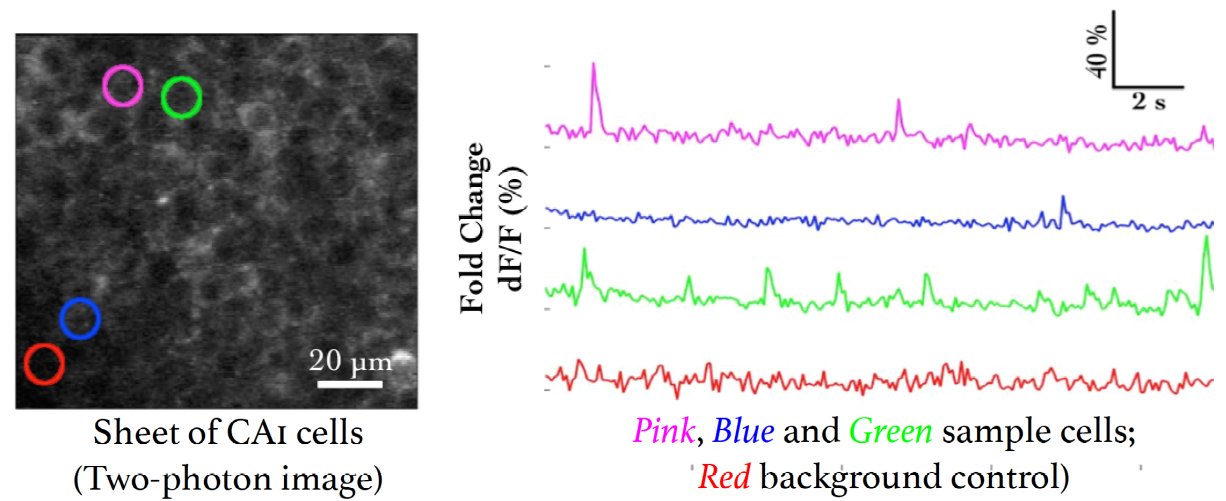 20 µm
Sheet of CA1 cells
(Two-photon image)
40 %
2 s
Fold Change
dF/F (%)
Pink, Blue and Green sample cells;
Red background control)